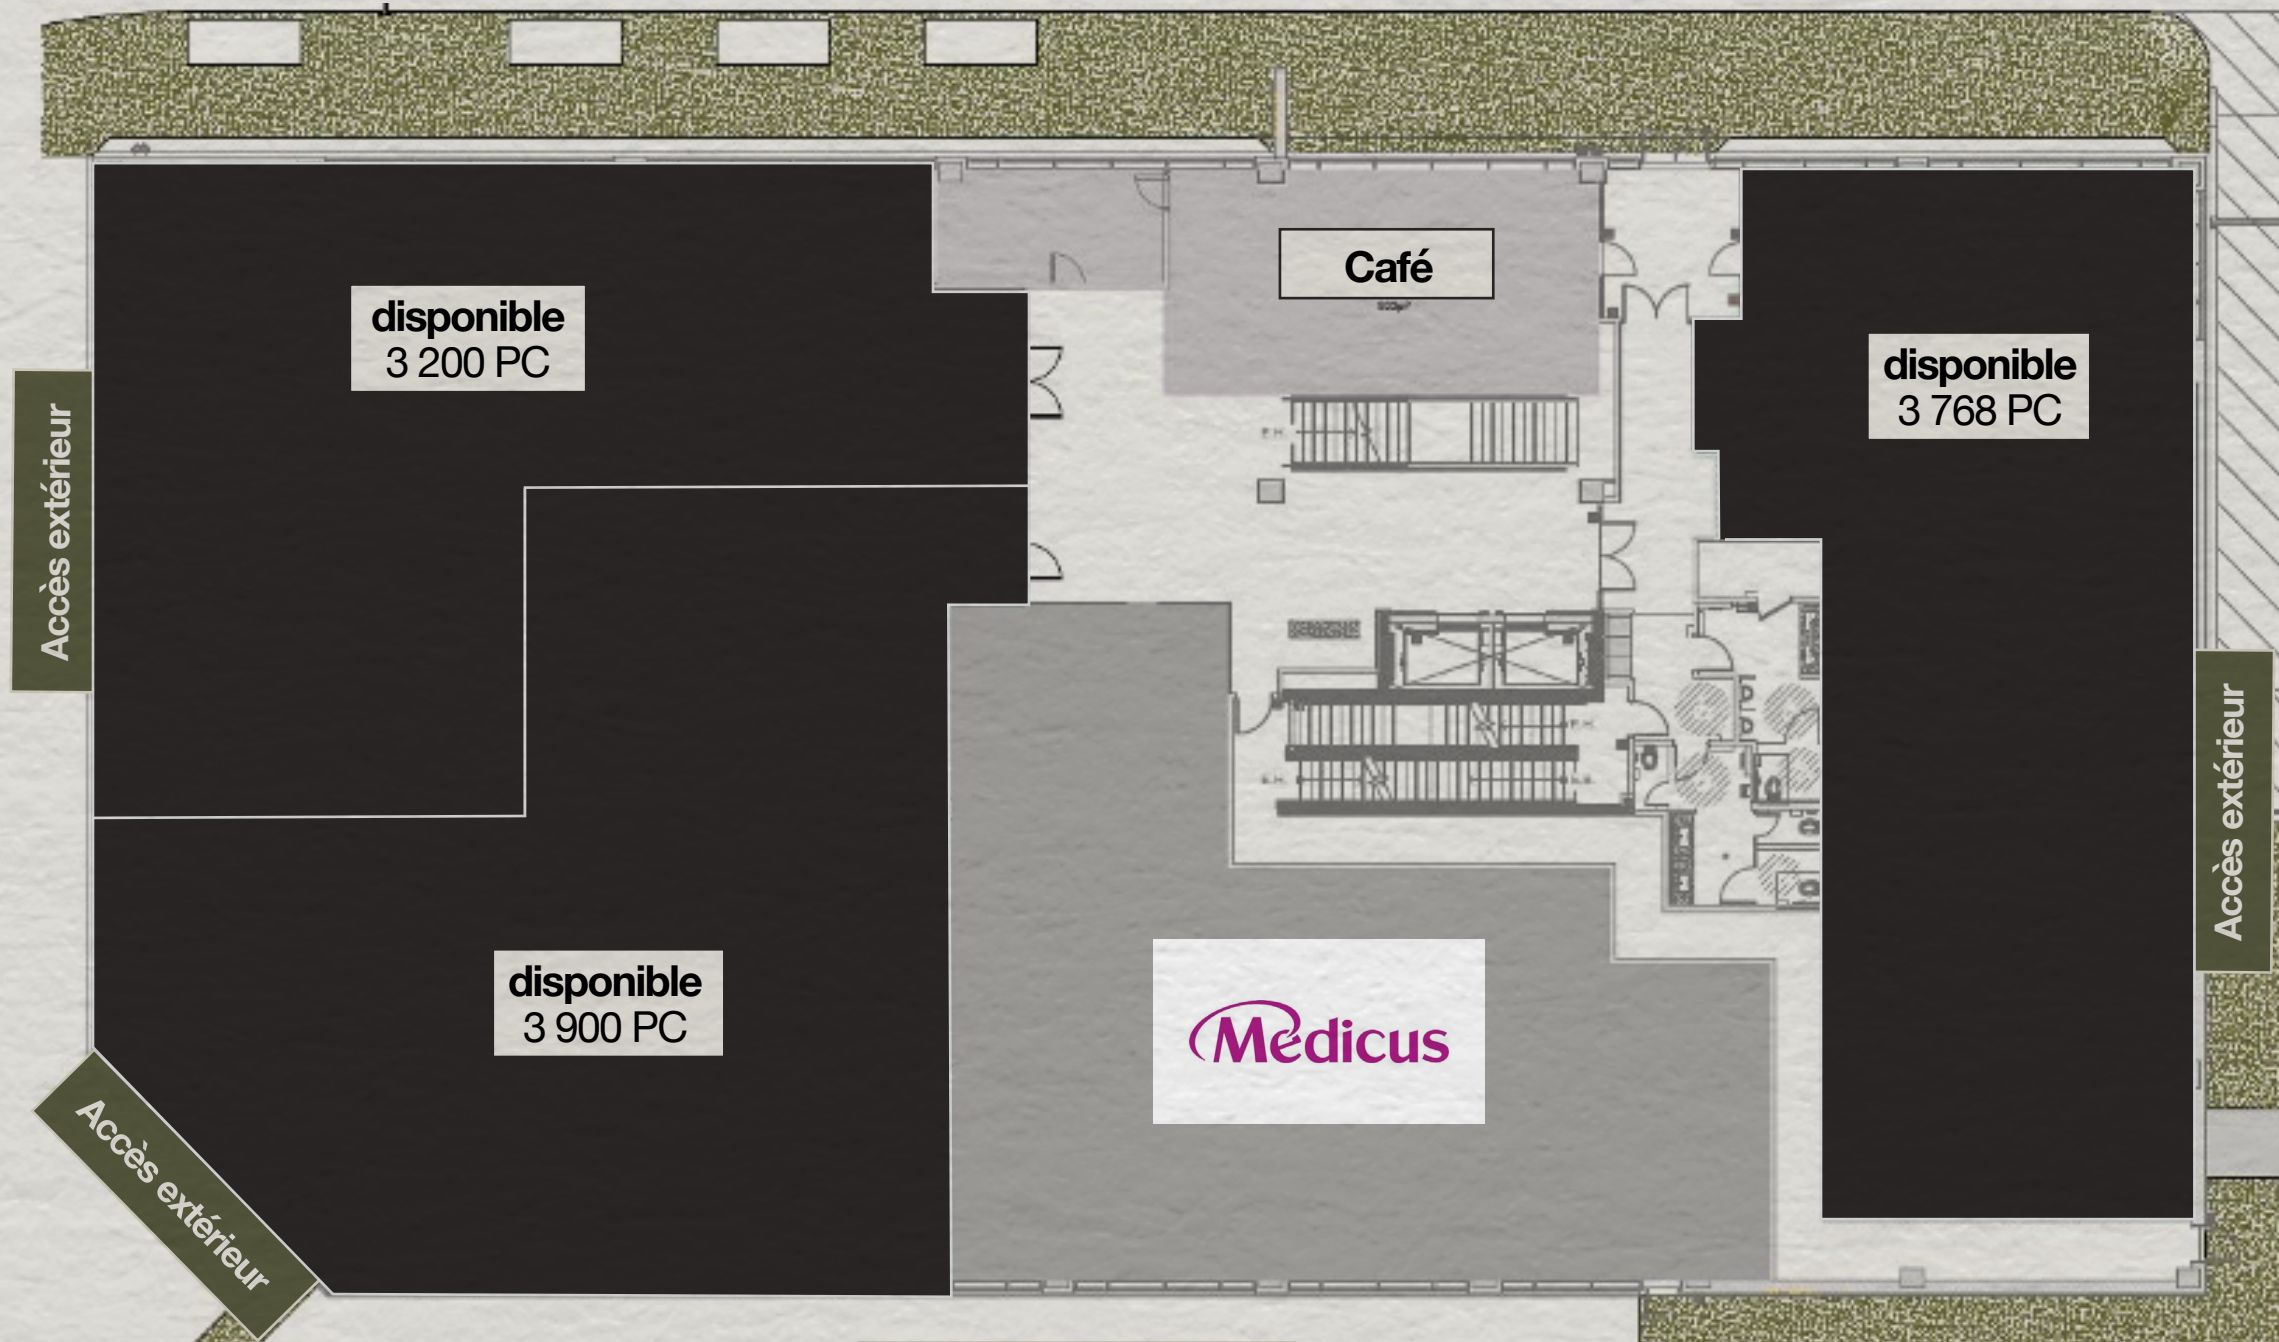 Café
disponible
3 200 PC
disponible
3 768 PC
Accès extérieur
Accès extérieur
disponible
3 900 PC
Médicus
Accès extérieur